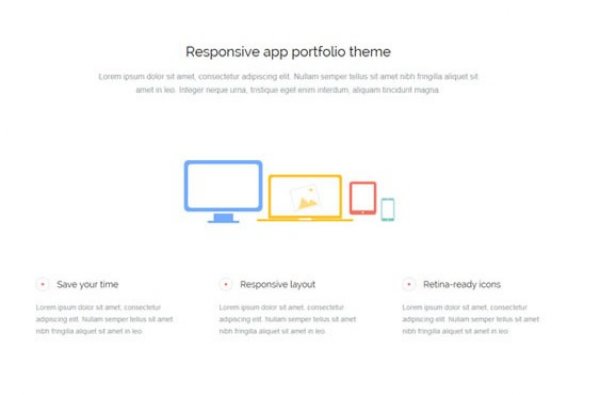 Responsive app portfolio theme
Lorem ipsum dolor sit amet, consectetur adipiscing elit. Nullam semper tellus sit amet nibh fringilla aliquet sit
amet in leo. Integer neque urna, tristique eget enim interdum, aliquam tincidunt magna.
Save your time
Lorem ipsum dolor sit amet, consectetur
adipiscing elit. Nullam semper tellus sit amet
nibh fringilla aliquet sit amet in leo.
Responsive layout
Lorem ipsum dolor sit amet, consectetur
adipiscing elit. Nullam semper tellus sit amet
nibh fringilla aliquet sit amet in leo.
Retina-ready icons
Lorem ipsum dolor sit amet, consectetur
adipiscing elit. Nullam semper tellus sit amet
nibh fringilla aliquet sit amet in leo.